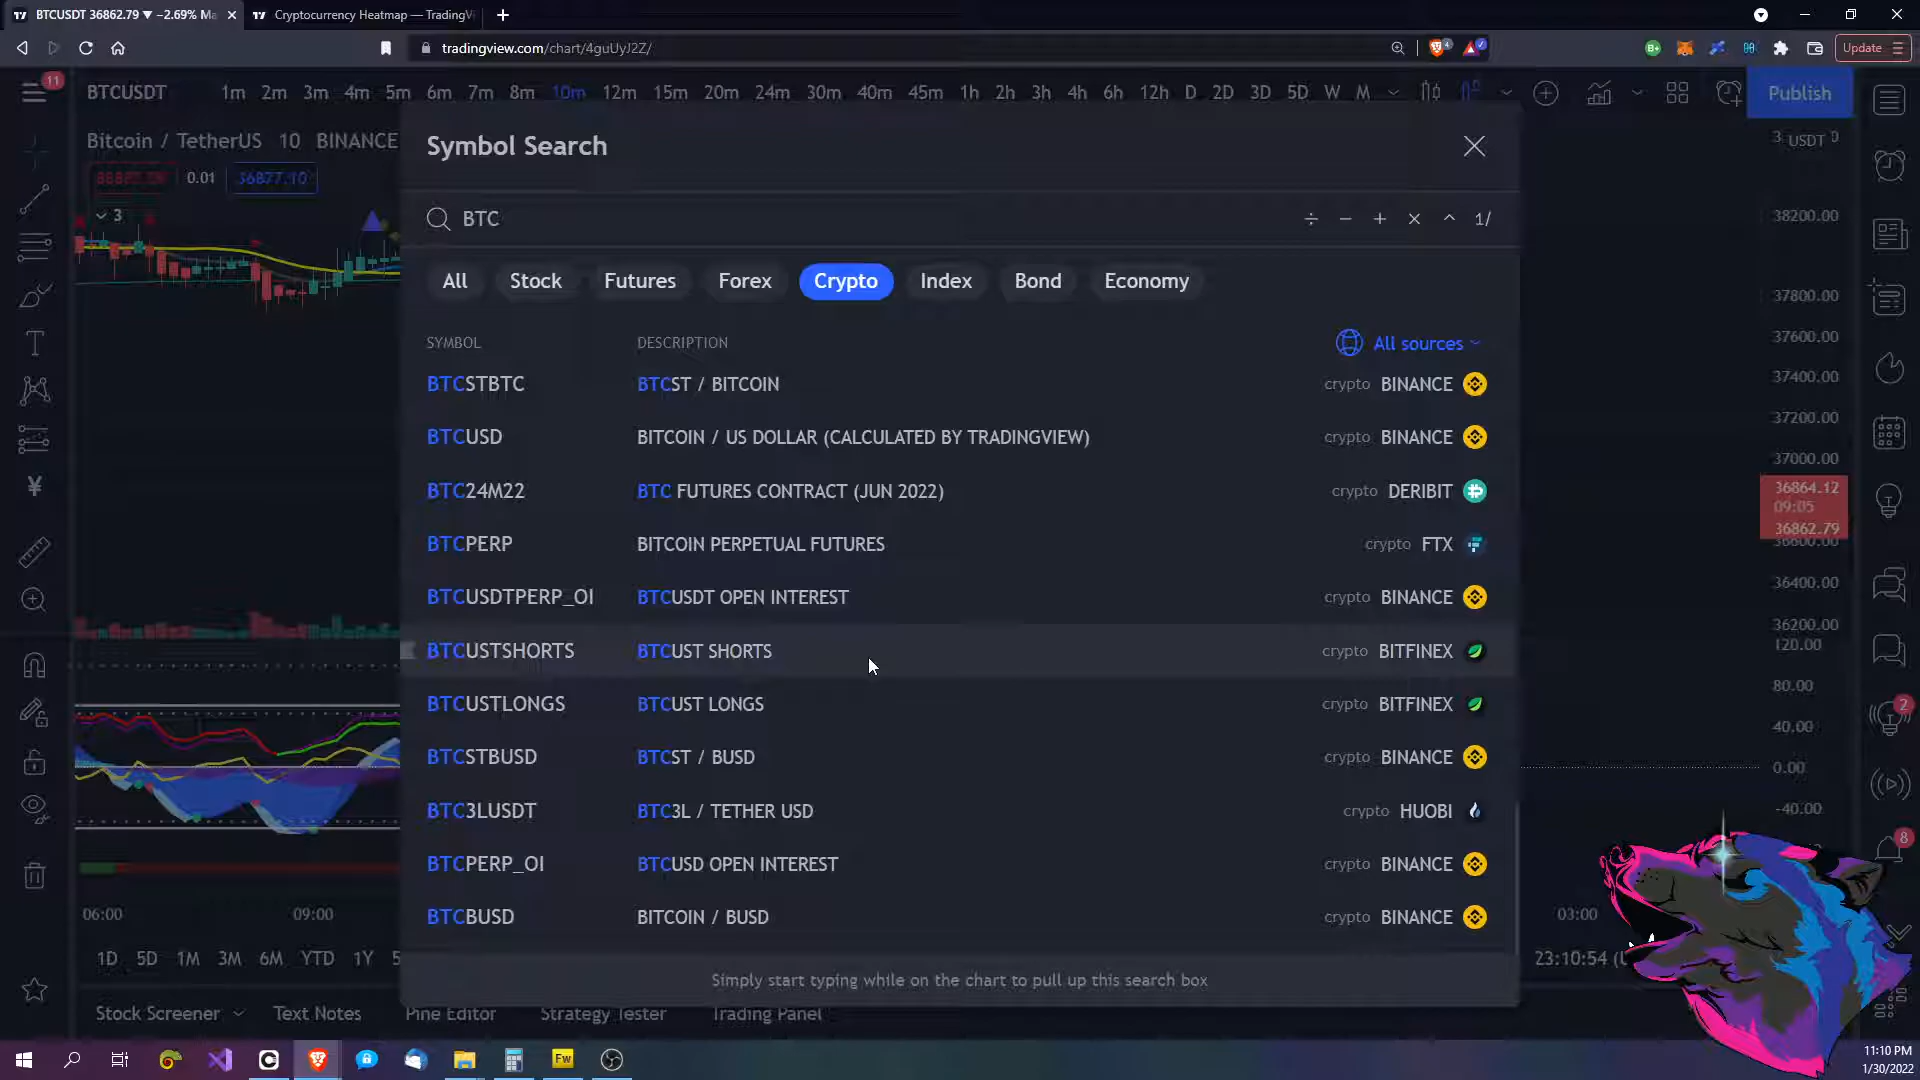 BTCUSDT 36862.79 ▼ −2.69% Ma
Cryptocurrency Heatmap — TradingV
tradingview.com/chart/4guUyJ2Z/
4
Update
11
BTCUSDT
1m 2m 3m 4m 5m 6m 7m 8m 10m 12m 15m 20m 24m 30m 40m 45m 1h 2h 3h 4h 6h 12h D 2D 3D 5D W M
Publish
Bitcoin / TetherUS 10 BINANCE
USDT
0.01 36877.10
3
Symbol Search
BTC
÷ − + × ^ 1/
All Stock Futures Forex Crypto Index Bond Economy
SYMBOL DESCRIPTION All sources
BTCSTBTC BTCST / BITCOIN crypto BINANCE
BTCUSD BITCOIN / US DOLLAR (CALCULATED BY TRADINGVIEW) crypto BINANCE
BTC24M22 BTC FUTURES CONTRACT (JUN 2022) crypto DERIBIT
BTCPERP BITCOIN PERPETUAL FUTURES crypto FTX
BTCUSDTPERP_OI BTCUSDT OPEN INTEREST crypto BINANCE
BTCUSTSHORTS BTCUST SHORTS crypto BITFINEX
BTCUSTLONGS BTCUST LONGS crypto BITFINEX
BTCSTBUSD BTCST / BUSD crypto BINANCE
BTC3LUSDT BTC3L / TETHER USD crypto HUOBI
BTCPERP_OI BTCUSD OPEN INTEREST crypto BINANCE
BTCBUSD BITCOIN / BUSD crypto BINANCE
Simply start typing while on the chart to pull up this search box
38200.00
37800.00
37600.00
37400.00
37200.00
37000.00
36864.12
09:05
36862.79
36600.00
36400.00
36200.00
120.00
80.00
40.00
0.00
-40.00
2
8
06:00 09:00 03:00
1D 5D 1M 3M 6M YTD 1Y 5
23:10:54 (U
Stock Screener Text Notes Pine Editor Strategy Tester Trading Panel
Fw
11:10 PM
1/30/2022